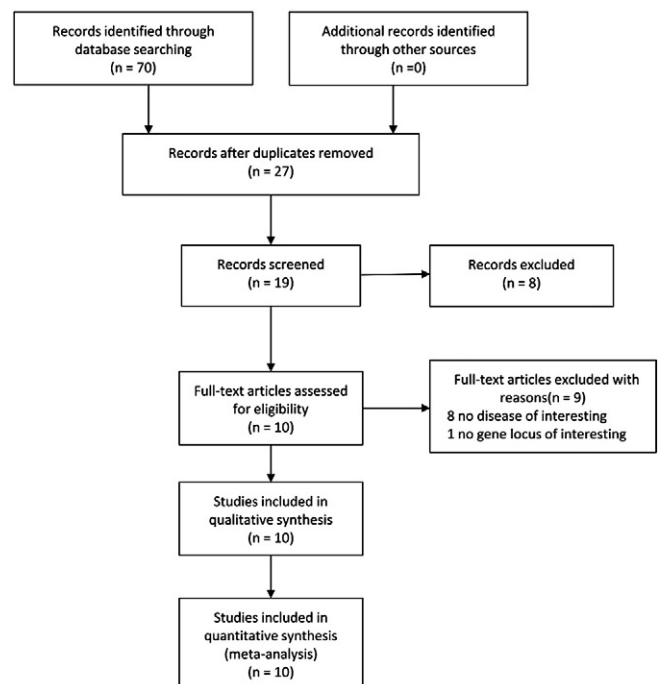 Records identified through
database searching
(n = 70)
Additional records identified
through other sources
(n =0)
Records after duplicates removed
(n = 27)
Records screened
(n = 19)
Records excluded
(n = 8)
Full-text articles assessed
for eligibility
(n = 10)
Full-text articles excluded with
reasons(n = 9)
8 no disease of interesting
1 no gene locus of interesting
Studies included in
qualitative synthesis
(n = 10)
Studies included in
quantitative synthesis
(meta-analysis)
(n = 10)